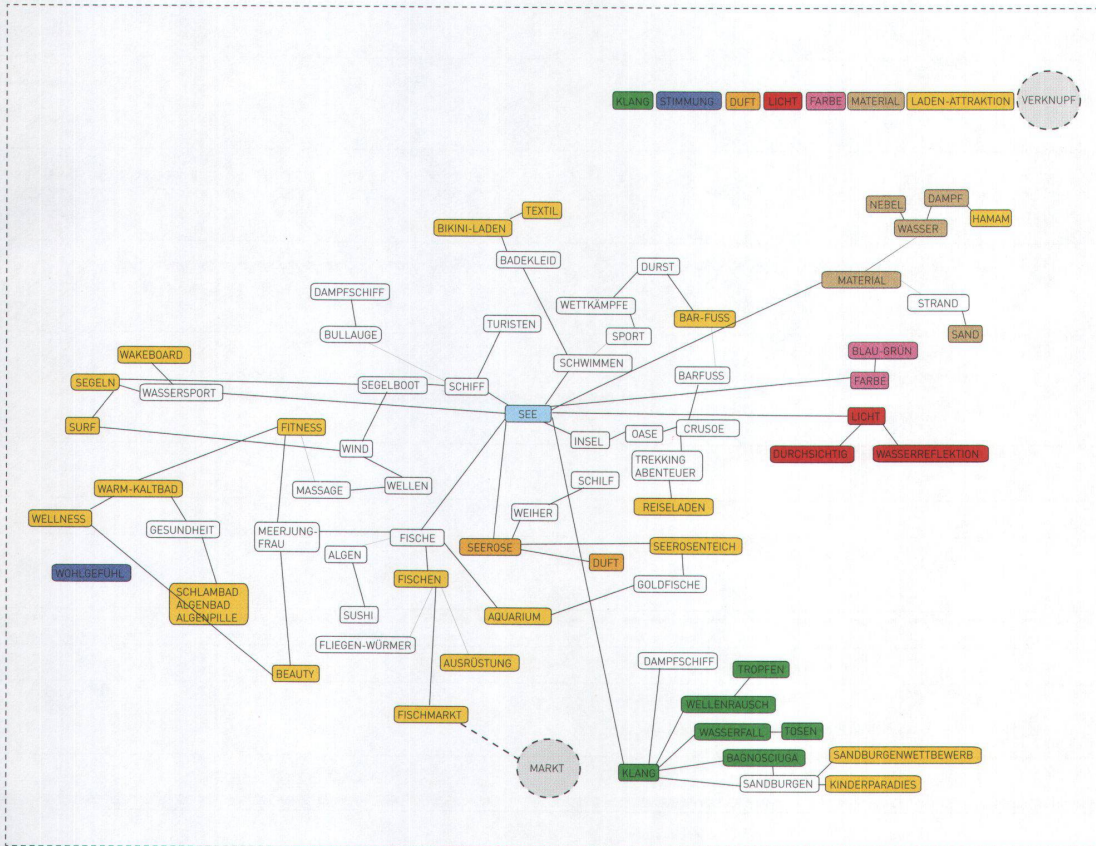 KLANG STIMMUNG DUFT LICHT FARBE MATERIAL LADEN-ATTRAKTION VERKNUPF
NEBEL
DAMPF
WASSER
HAMAM
TEXTIL
BIKINI-LADEN
BADEKLEID
DURST
MATERIAL
DAMPFSCHIFF
WETTKÄMPFE
STRAND
TURISTEN
BAR-FUSS
BULLAUGE
SPORT
SAND
WAKEBOARD
BLAU-GRÜN
SCHWIMMEN
BARFUSS
FARBE
SEGELN
SEGELBOOT
SCHIFF
WASSERSPORT
SEE
LICHT
SURF
FITNESS
OASE
CRUSOE
INSEL
WIND
DURCHSICHTIG
WASSERREFLEKTION
TREKKING
ABENTEUER
SCHILF
WARM-KALTBAD
MASSAGE
WELLEN
REISELADEN
WEIHER
WELLNESS
GESUNDHEIT
MEERJUNG-
FRAU
FISCHE
SEEROSE
SEEROSENTEICH
ALGEN
DUFT
WOHLGEFÜHL
FISCHEN
GOLDFISCHE
SCHLAMBAD
ALGENBAD
ALGENPILLE
SUSHI
AQUARIUM
FLIEGEN-WÜRMER
AUSRÜSTUNG
DAMPFSCHIFF
BEAUTY
TROPFEN
WELLENRAUSCH
FISCHMARKT
WASSERFALL
TOSEN
BAGNOSCIUGA
SANDBURGENWETTBEWERB
MARKT
KLANG
SANDBURGEN
KINDERPARADIES